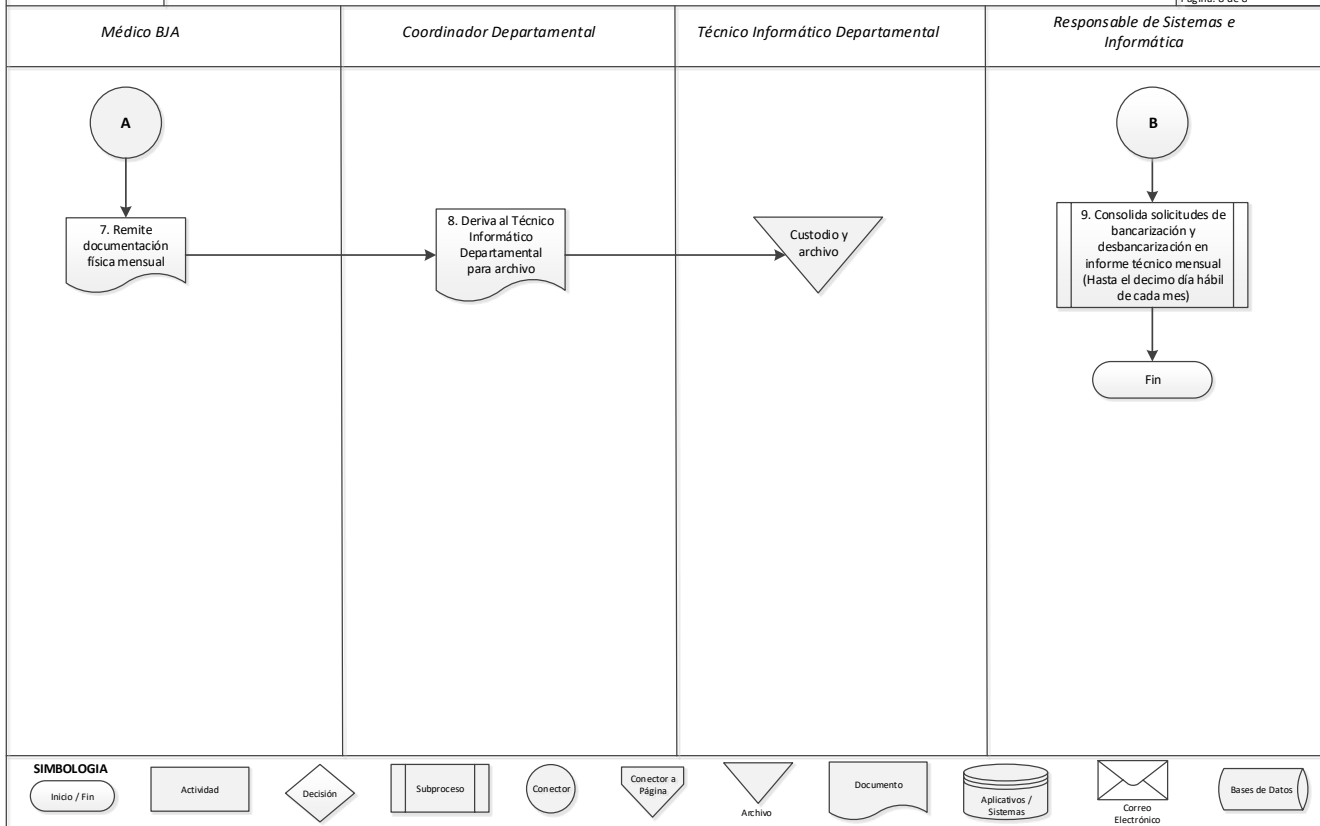 Médico BJA
Coordinador Departamental
Técnico Informático Departamental
Responsable de Sistemas e
Informática
A
B
7. Remite
documentación
física mensual
8. Deriva al Técnico
Informático
Departamental
para archivo
Custodio y
archivo
9. Consolida solicitudes de
bancarización y
desbancarización en
informe técnico mensual
(Hasta el decimo día hábil
de cada mes)
Fin
SIMBOLOGIA
Inicio / Fin
Actividad
Decisión
Subproceso
Conector
Conector a
Página
Archivo
Documento
Aplicativos /
Sistemas
Correo
Electrónico
Bases de Datos